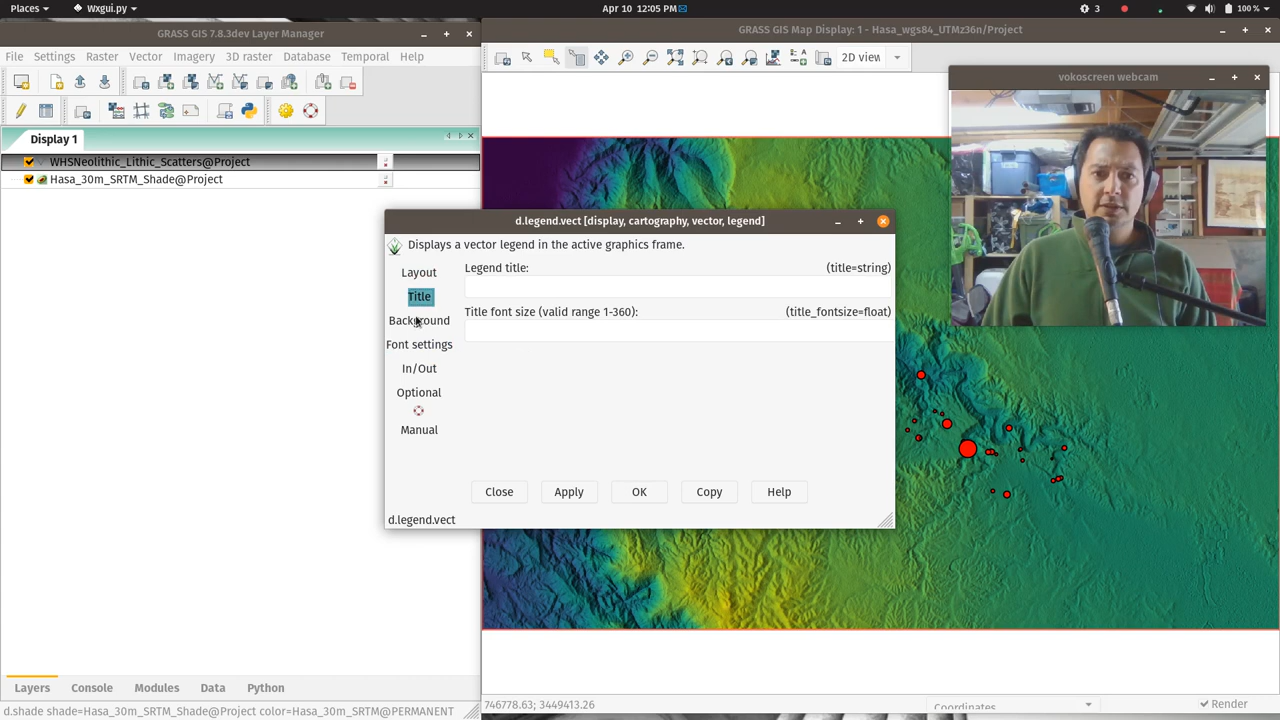 Places
Wxgui.py
Apr 10 12:05 PM
3
100 %
GRASS GIS 7.8.3dev Layer Manager
File Settings Raster Vector Imagery 3D raster Database Temporal Help
Display 1
WHSNeolithic_Lithic_Scatters@Project
Hasa_30m_SRTM_Shade@Project
Layers Console Modules Data Python
d.shade shade=Hasa_30m_SRTM_Shade@Project color=Hasa_30m_SRTM@PERMANENT
GRASS GIS Map Display: 1 - Hasa_wgs84_UTMz36n/Project
2D view
vokoscreen webcam
d.legend.vect [display, cartography, vector, legend]
Displays a vector legend in the active graphics frame.
Layout
Title
Background
Font settings
In/Out
Optional
Manual
Legend title: (title=string)
Title font size (valid range 1-360): (title_fontsize=float)
Close Apply OK Copy Help
d.legend.vect
746778.63; 3449413.26
Coordinates
Render